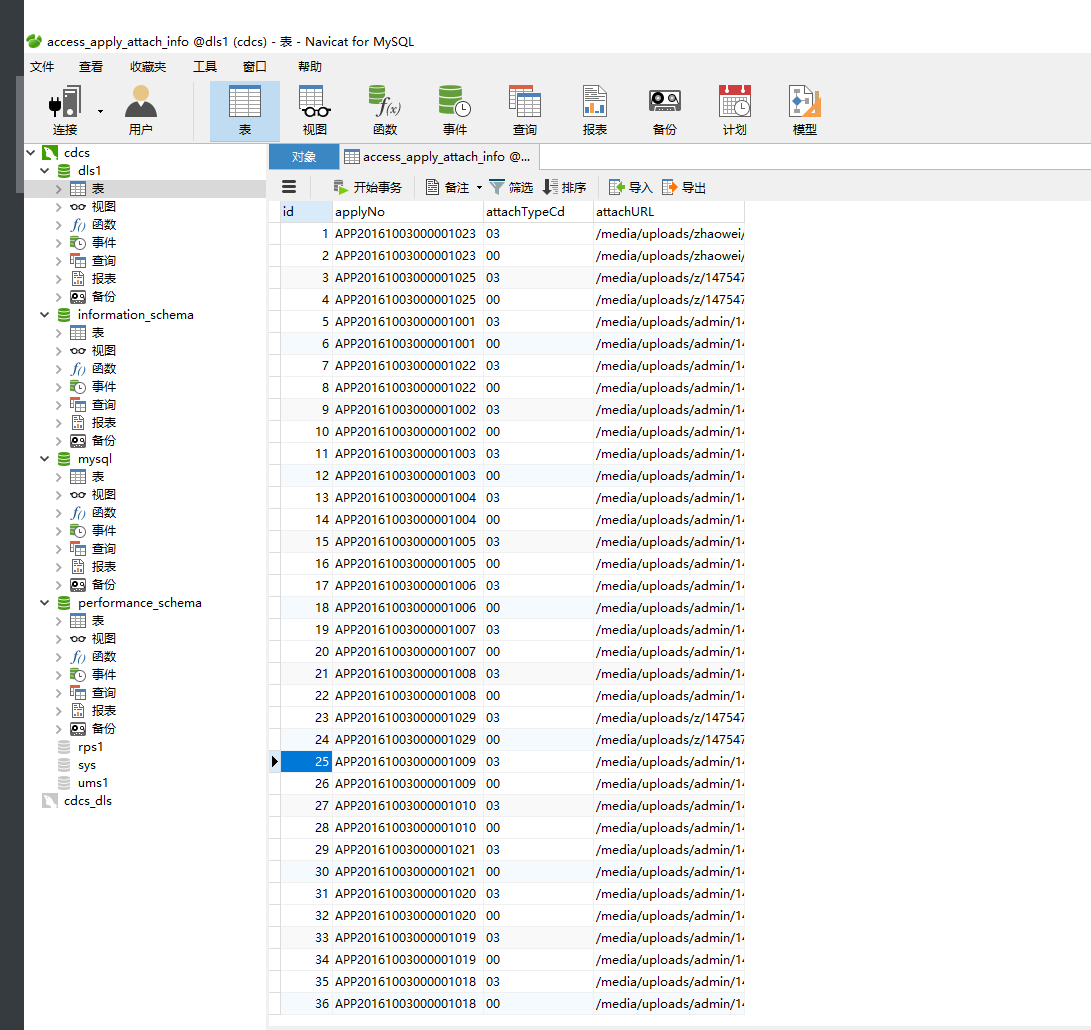 access_apply_attach_info @dls1 (cdcs) - 表 - Navicat for MySQL
文件 查看 收藏夹 工具 窗口 帮助
连接 用户 表 视图 函数 事件 查询 报表 备份 计划 模型
cdcs
dls1
表
视图
函数
事件
查询
报表
备份
information_schema
表
视图
函数
事件
查询
报表
备份
mysql
表
视图
函数
事件
查询
报表
备份
performance_schema
表
视图
函数
事件
查询
报表
备份
rps1
sys
ums1
cdcs_dls
对象 access_apply_attach_info @...
开始事务 备注 筛选 排序 导入 导出
id applyNo attachTypeCd attachURL
1 APP20161003000001023 03 /media/uploads/zhaowei/
2 APP20161003000001023 00 /media/uploads/zhaowei/
3 APP20161003000001025 03 /media/uploads/z/147547
4 APP20161003000001025 00 /media/uploads/z/147547
5 APP20161003000001001 03 /media/uploads/admin/14
6 APP20161003000001001 00 /media/uploads/admin/14
7 APP20161003000001022 03 /media/uploads/admin/14
8 APP20161003000001022 00 /media/uploads/admin/14
9 APP20161003000001002 03 /media/uploads/admin/14
10 APP20161003000001002 00 /media/uploads/admin/14
11 APP20161003000001003 03 /media/uploads/admin/14
12 APP20161003000001003 00 /media/uploads/admin/14
13 APP20161003000001004 03 /media/uploads/admin/14
14 APP20161003000001004 00 /media/uploads/admin/14
15 APP20161003000001005 03 /media/uploads/admin/14
16 APP20161003000001005 00 /media/uploads/admin/14
17 APP20161003000001006 03 /media/uploads/admin/14
18 APP20161003000001006 00 /media/uploads/admin/14
19 APP20161003000001007 03 /media/uploads/admin/14
20 APP20161003000001007 00 /media/uploads/admin/14
21 APP20161003000001008 03 /media/uploads/admin/14
22 APP20161003000001008 00 /media/uploads/admin/14
23 APP20161003000001029 03 /media/uploads/z/147547
24 APP20161003000001029 00 /media/uploads/z/147547
25 APP20161003000001009 03 /media/uploads/admin/14
26 APP20161003000001009 00 /media/uploads/admin/14
27 APP20161003000001010 03 /media/uploads/admin/14
28 APP20161003000001010 00 /media/uploads/admin/14
29 APP20161003000001021 03 /media/uploads/admin/14
30 APP20161003000001021 00 /media/uploads/admin/14
31 APP20161003000001020 03 /media/uploads/admin/14
32 APP20161003000001020 00 /media/uploads/admin/14
33 APP20161003000001019 03 /media/uploads/admin/14
34 APP20161003000001019 00 /media/uploads/admin/14
35 APP20161003000001018 03 /media/uploads/admin/14
36 APP20161003000001018 00 /media/uploads/admin/14